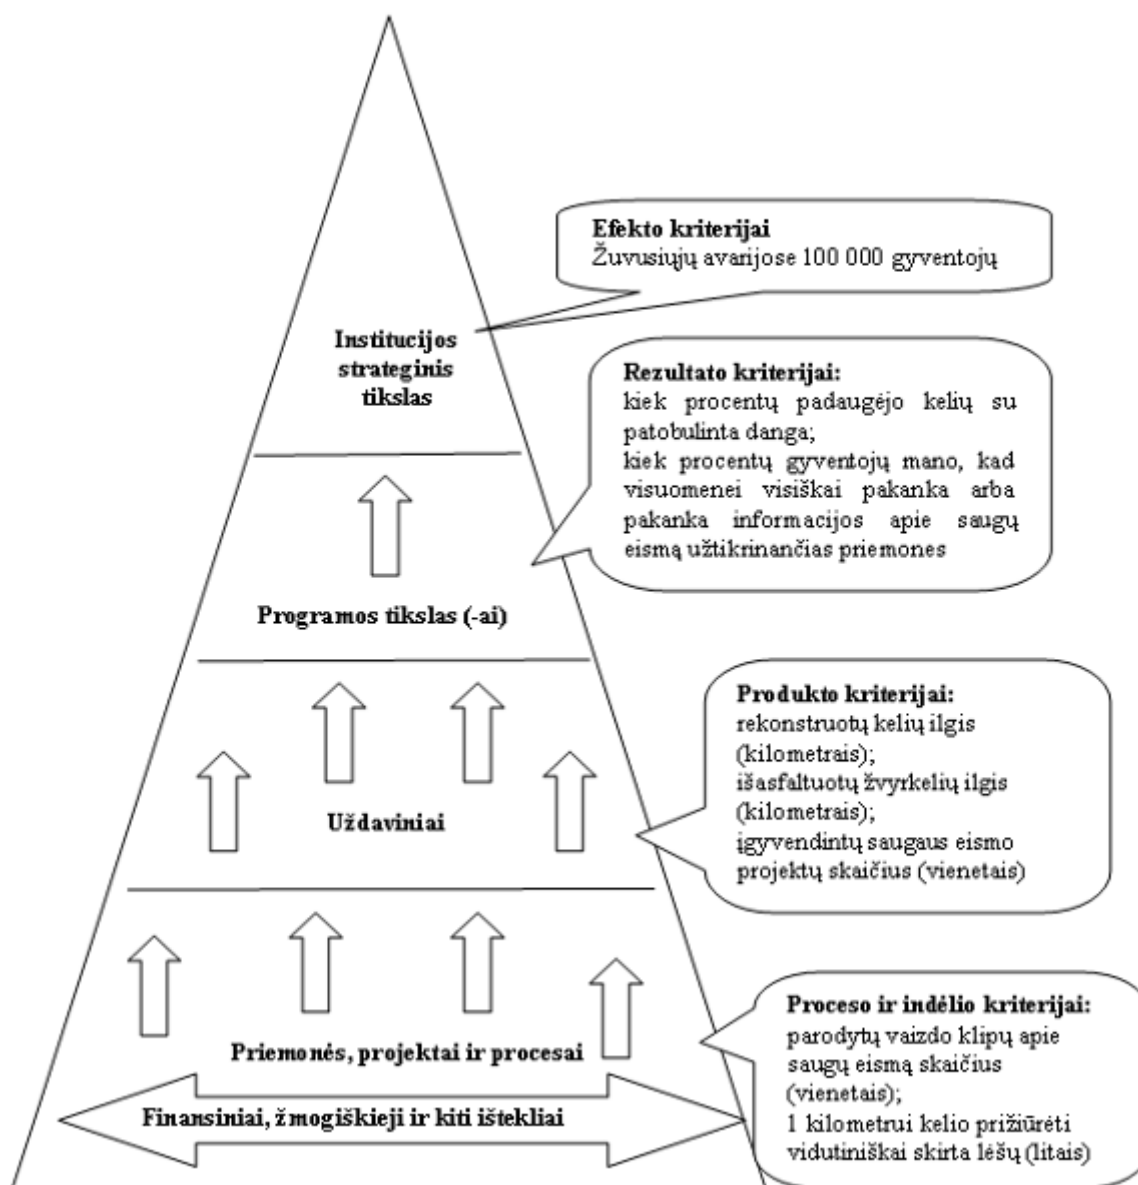 Efekto kriterijai
Žuvusiųjų avarijose 100 000 gyventojų
Institucijos
strateginis
tikslas
Rezultato kriterijai:
kiek procentų padaugėjo kelių su
patobulinta danga;
kiek procentų gyventojų mano, kad
visuomenei visiškai pakanka arba
pakanka informacijos apie saugų
eismą užtikrinančias priemones
Programos tikslas (-ai)
Produkto kriterijai:
rekonstruotų kelių ilgis
(kilometrais);
išasfaltuotų žvyrkelių ilgis
(kilometrais);
įgyvendintų saugaus eismo
projektų skaičius (vienetais)
Uždaviniai
Proceso ir indėlio kriterijai:
parodytų vaizdo klipų apie
saugų eismą skaičius
(vienetais);
1 kilometrui kelio prižiūrėti
vidutiniškai skirta lėšų (litais)
Priemonės, projektai ir procesai
Finansiniai, žmogiškieji ir kiti ištekliai